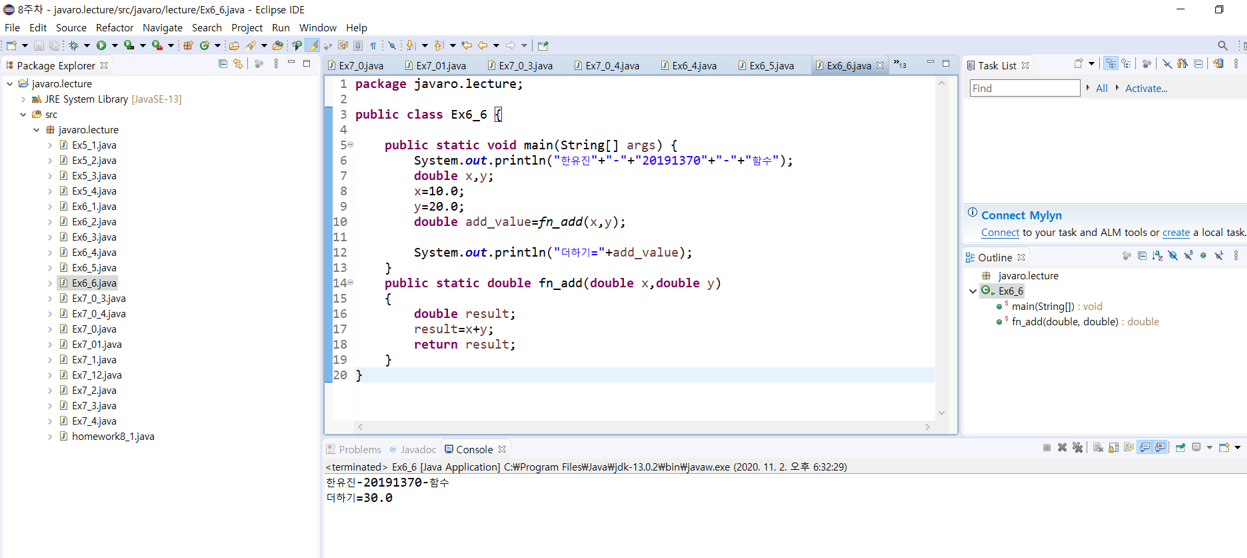 8주차 - javaro.lecture/src/javaro/lecture/Ex6_6.java - Eclipse IDE
File Edit Source Refactor Navigate Search Project Run Window Help
Package Explorer
javaro.lecture
JRE System Library [JavaSE-13]
src
javaro.lecture
Ex5_1.java
Ex5_2.java
Ex5_3.java
Ex5_4.java
Ex6_1.java
Ex6_2.java
Ex6_3.java
Ex6_4.java
Ex6_5.java
Ex6_6.java
Ex7_0_3.java
Ex7_0_4.java
Ex7_0.java
Ex7_01.java
Ex7_1.java
Ex7_12.java
Ex7_2.java
Ex7_3.java
Ex7_4.java
homework8_1.java
Ex7_0.java Ex7_01.java Ex7_0_3.java Ex7_0_4.java Ex6_4.java Ex6_5.java Ex6_6.java »13
1 package javaro.lecture;
2
3 public class Ex6_6 {
4
5 public static void main(String[] args) {
6 System.out.println("한유진"+"-"+"20191370"+"-"+"함수");
7 double x,y;
8 x=10.0;
9 y=20.0;
10 double add_value=fn_add(x,y);
11
12 System.out.println("더하기="+add_value);
13 }
14 public static double fn_add(double x,double y)
15 {
16 double result;
17 result=x+y;
18 return result;
19 }
20 }
Task List
Find All Activate...
Connect Mylyn
Connect to your task and ALM tools or create a local task.
Outline
javaro.lecture
Ex6_6
main(String[]) : void
fn_add(double, double) : double
Problems Javadoc Console
<terminated> Ex6_6 [Java Application] C:₩Program Files₩Java₩jdk-13.0.2₩bin₩javaw.exe (2020. 11. 2. 오후 6:32:29)
한유진-20191370-함수
더하기=30.0